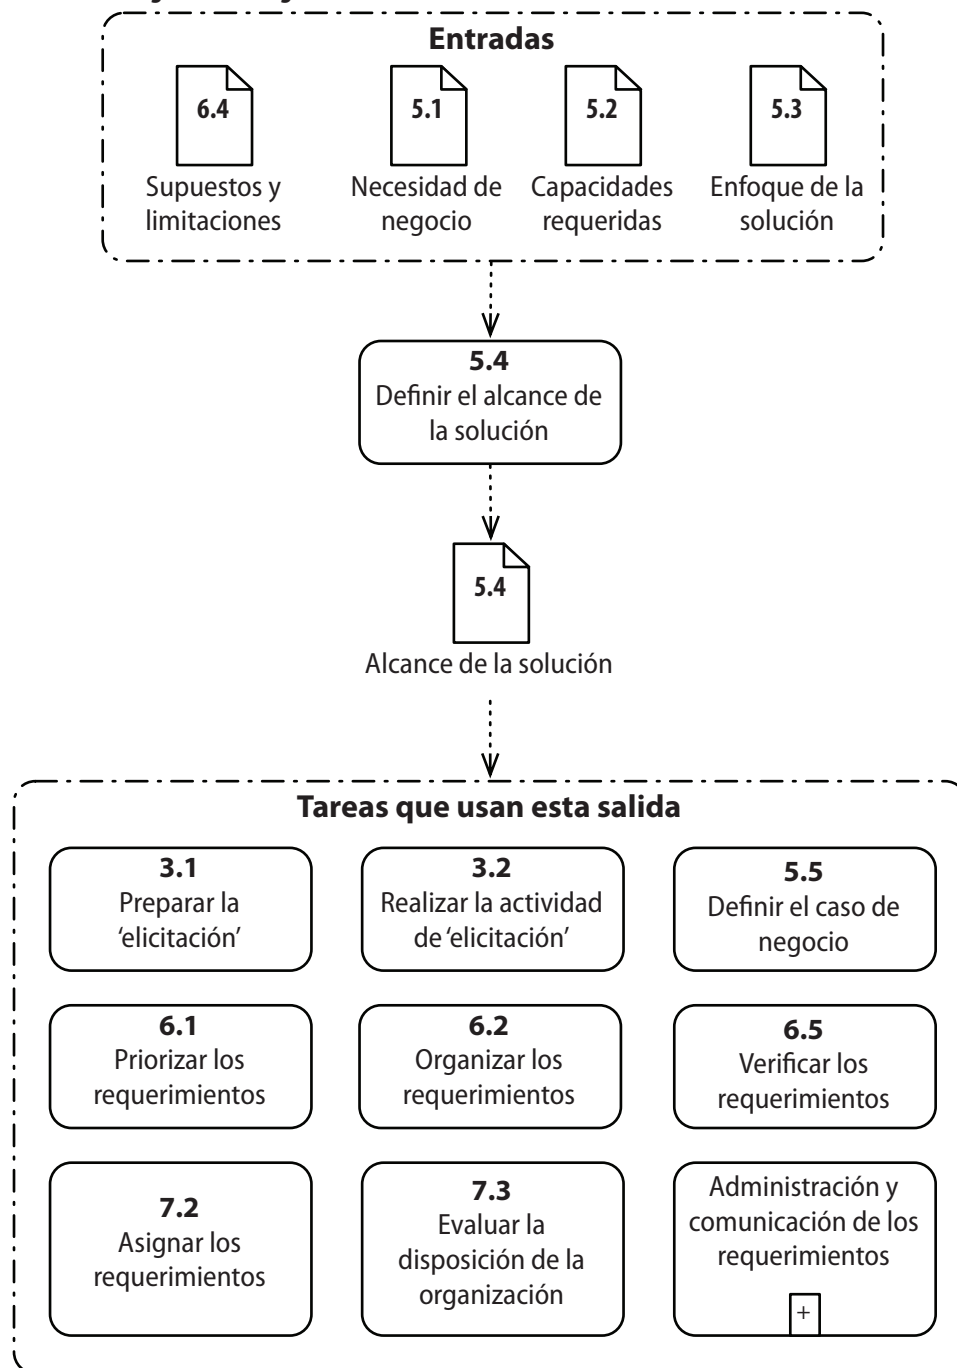 Entradas
6.4
5.1
5.2
5.3
Supuestos y
limitaciones
Necesidad de
negocio
Capacidades
requeridas
Enfoque de la
solución
5.4
Definir el alcance de
la solución
5.4
Alcance de la solución
Tareas que usan esta salida
3.1
Preparar la
‘elicitación’
3.2
Realizar la actividad
de ‘elicitación’
5.5
Definir el caso de
negocio
6.1
Priorizar los
requerimientos
6.2
Organizar los
requerimientos
6.5
Verificar los
requerimientos
7.2
Asignar los
requerimientos
7.3
Evaluar la
disposición de la
organización
Administración y
comunicación de los
requerimientos
+